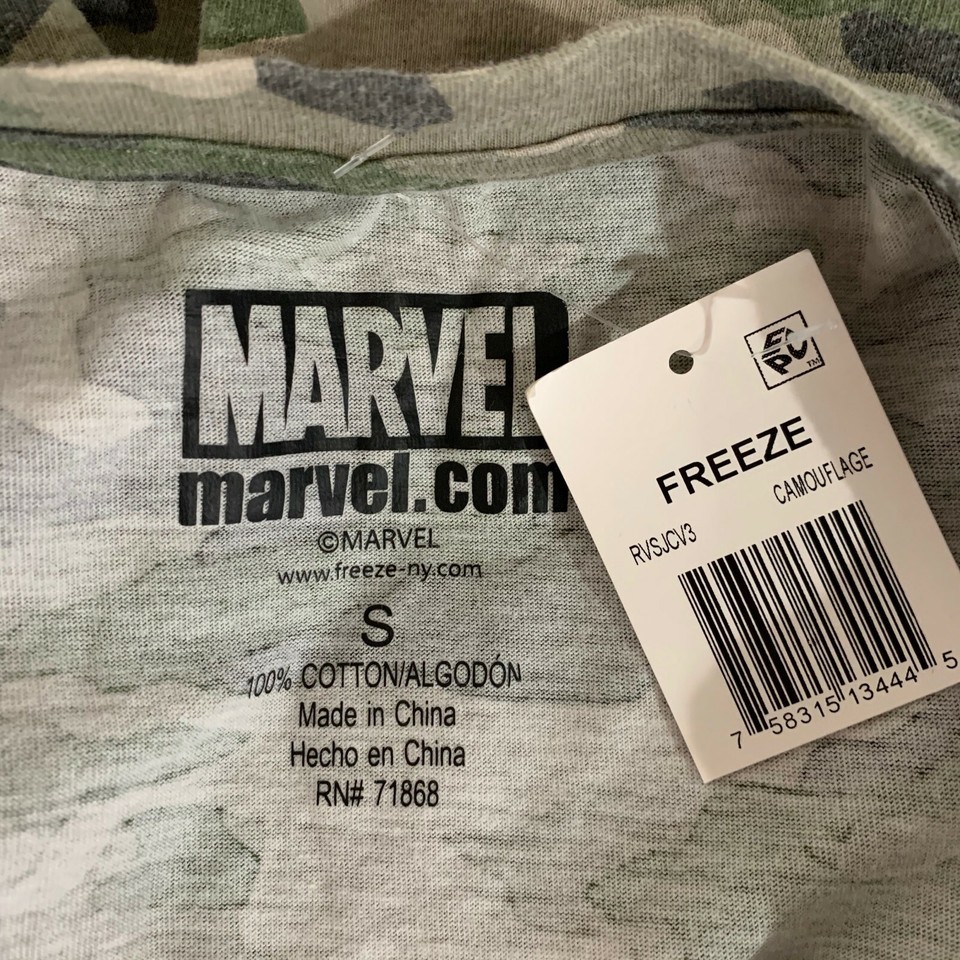 MARVEL
marvel.com
©MARVEL
www.freeze-ny.com
S
100% COTTON/ALGODÓN
Made in China
Hecho en China
RN# 71868
TM
FREEZE
CAMOUFLAGE
RVSJCV3
7 58315 13444 5